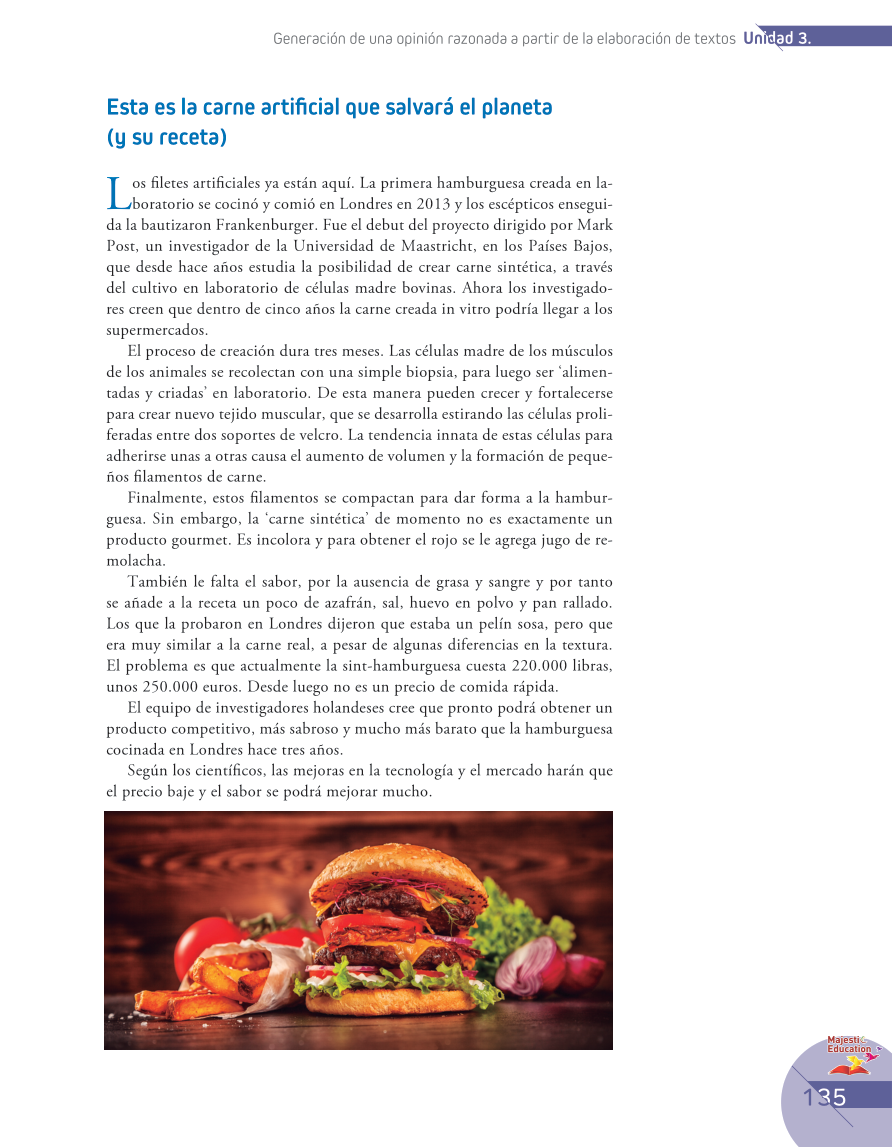 Generación de una opinión razonada a partir de la elaboración de textos Unidad 3.
Esta es la carne artificial que salvará el planeta
(y su receta)
Los filetes artificiales ya están aquí. La primera hamburguesa creada en la-
boratorio se cocinó y comió en Londres en 2013 y los escépticos ensegui-
da la bautizaron Frankenburger. Fue el debut del proyecto dirigido por Mark
Post, un investigador de la Universidad de Maastricht, en los Países Bajos,
que desde hace años estudia la posibilidad de crear carne sintética, a través
del cultivo en laboratorio de células madre bovinas. Ahora los investigado-
res creen que dentro de cinco años la carne creada in vitro podría llegar a los
supermercados.
El proceso de creación dura tres meses. Las células madre de los músculos
de los animales se recolectan con una simple biopsia, para luego ser ‘alimen-
tadas y criadas’ en laboratorio. De esta manera pueden crecer y fortalecerse
para crear nuevo tejido muscular, que se desarrolla estirando las células proli-
feradas entre dos soportes de velcro. La tendencia innata de estas células para
adherirse unas a otras causa el aumento de volumen y la formación de peque-
ños filamentos de carne.
Finalmente, estos filamentos se compactan para dar forma a la hambur-
guesa. Sin embargo, la ‘carne sintética’ de momento no es exactamente un
producto gourmet. Es incolora y para obtener el rojo se le agrega jugo de re-
molacha.
También le falta el sabor, por la ausencia de grasa y sangre y por tanto
se añade a la receta un poco de azafrán, sal, huevo en polvo y pan rallado.
Los que la probaron en Londres dijeron que estaba un pelín sosa, pero que
era muy similar a la carne real, a pesar de algunas diferencias en la textura.
El problema es que actualmente la sint-hamburguesa cuesta 220.000 libras,
unos 250.000 euros. Desde luego no es un precio de comida rápida.
El equipo de investigadores holandeses cree que pronto podrá obtener un
producto competitivo, más sabroso y mucho más barato que la hamburguesa
cocinada en Londres hace tres años.
Según los científicos, las mejoras en la tecnología y el mercado harán que
el precio baje y el sabor se podrá mejorar mucho.
Majestic
Education
135